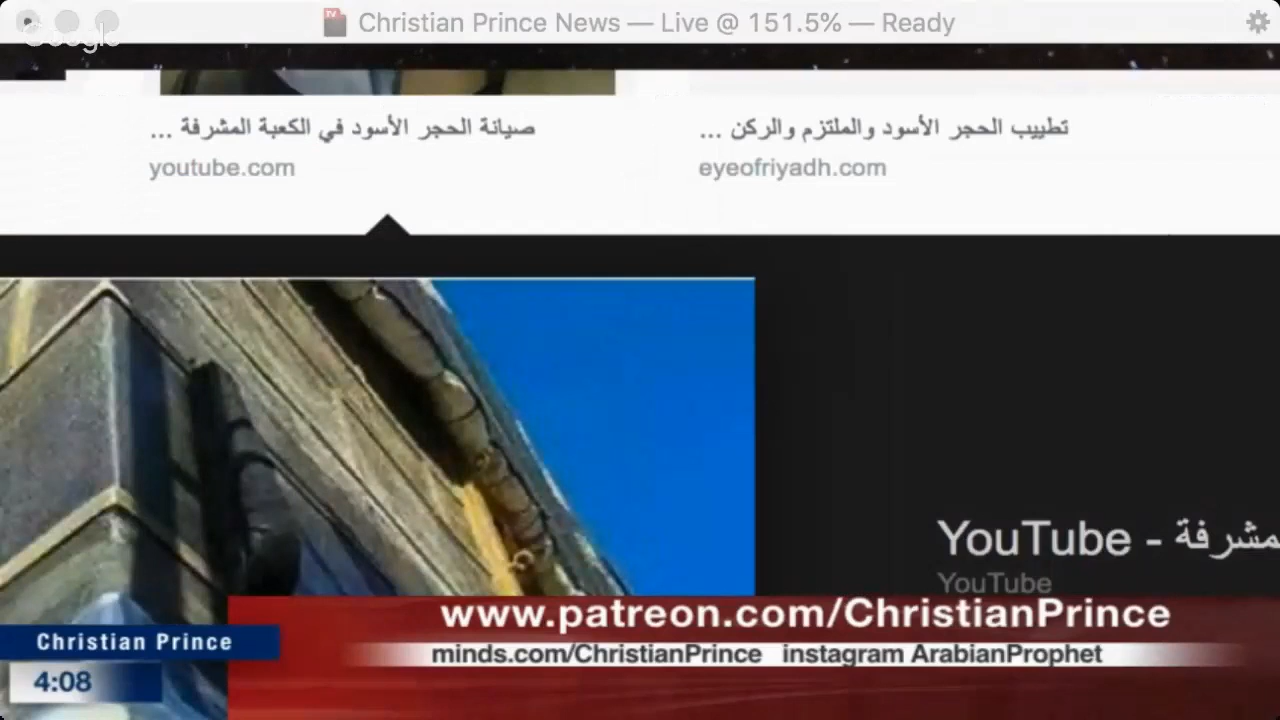 Christian Prince News — Live @ 151.5% — Ready
Google
صيانة الحجر الأسود في الكعبة المشرفة ...
youtube.com
تطييب الحجر الأسود والملتزم والركن ...
eyeofriyadh.com
YouTube - مشرفة
YouTube
www.patreon.com/ChristianPrince
Christian Prince
minds.com/ChristianPrince instagram ArabianProphet
4:08